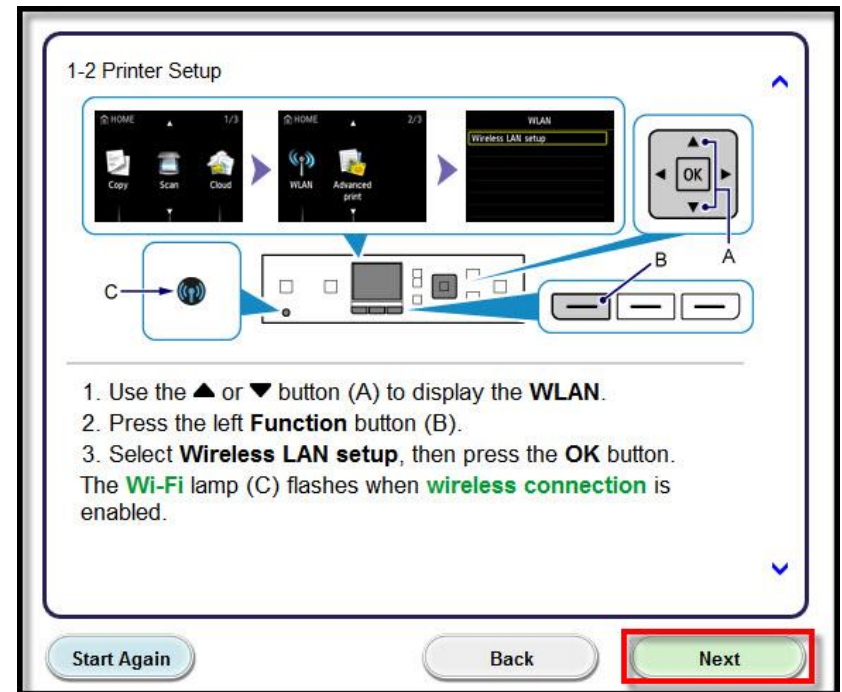 1-2 Printer Setup
HOME 1/3
Copy Scan Cloud
HOME 2/3
WLAN Advanced
print
WLAN
Wireless LAN setup
OK
A
B
C
1. Use the ▲ or ▼ button (A) to display the WLAN.
2. Press the left Function button (B).
3. Select Wireless LAN setup, then press the OK button.
The Wi-Fi lamp (C) flashes when wireless connection is
enabled.
Start Again
Back
Next